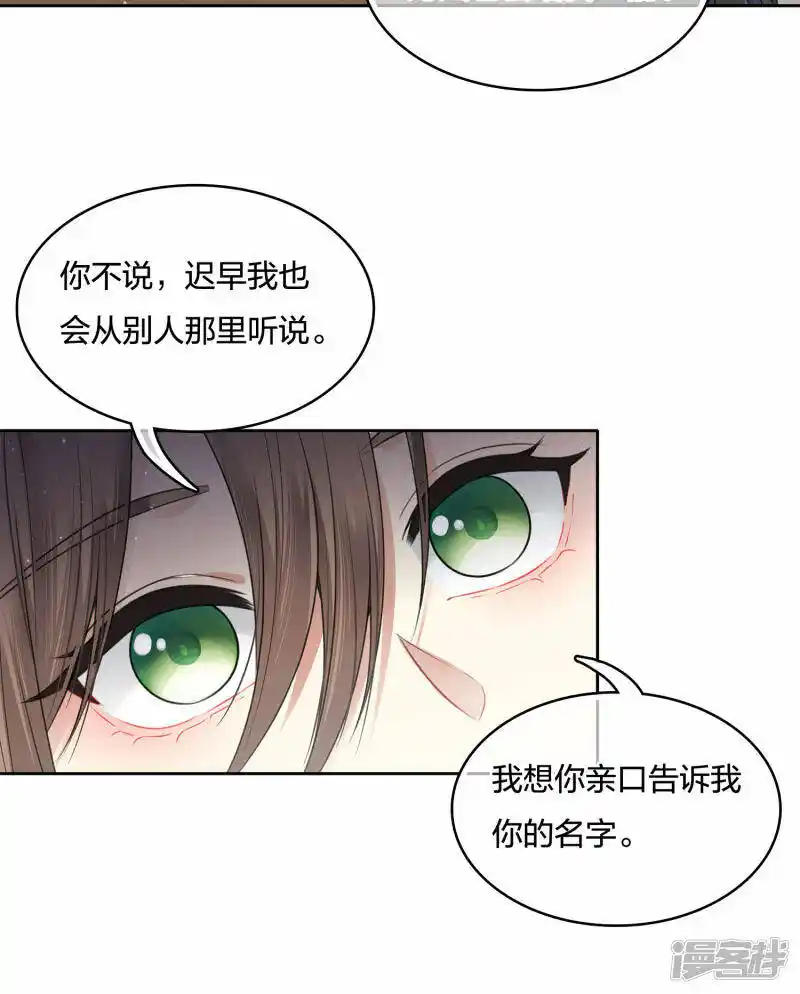 你不说，迟早我也
会从别人那里听说。
我想你亲口告诉我
你的名字。
漫客栈